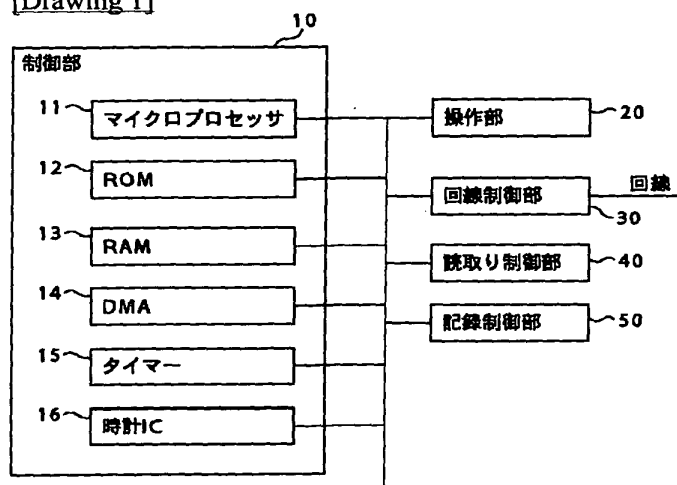 [Drawing 1]
10
制御部
11 マイクロプロセッサ
12 ROM
13 RAM
14 DMA
15 タイマー
16 時計IC
操作部 20
回線制御部 回線
30
読取り制御部 40
記録制御部 50